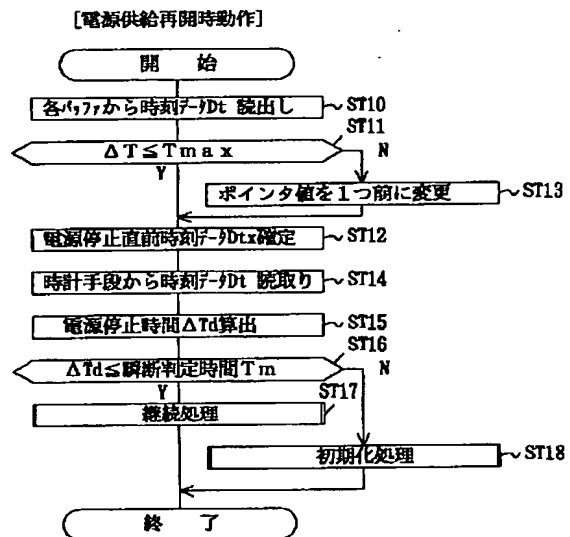 [電源供給再開時動作]
開 始
各バッファから時刻データDt 読出し ～ST10
ST11
ΔT≦Tmax N
Y
ポインタ値を1つ前に変更 ～ST13
電源停止直前時刻データDtx確定 ～ST12
時計手段から時刻データDt 読取り ～ST14
電源停止時間ΔTd算出 ～ST15
ST16
ΔTd≦瞬断判定時間Tm N
Y ST17
継続処理
初期化処理 ～ST18
終 了